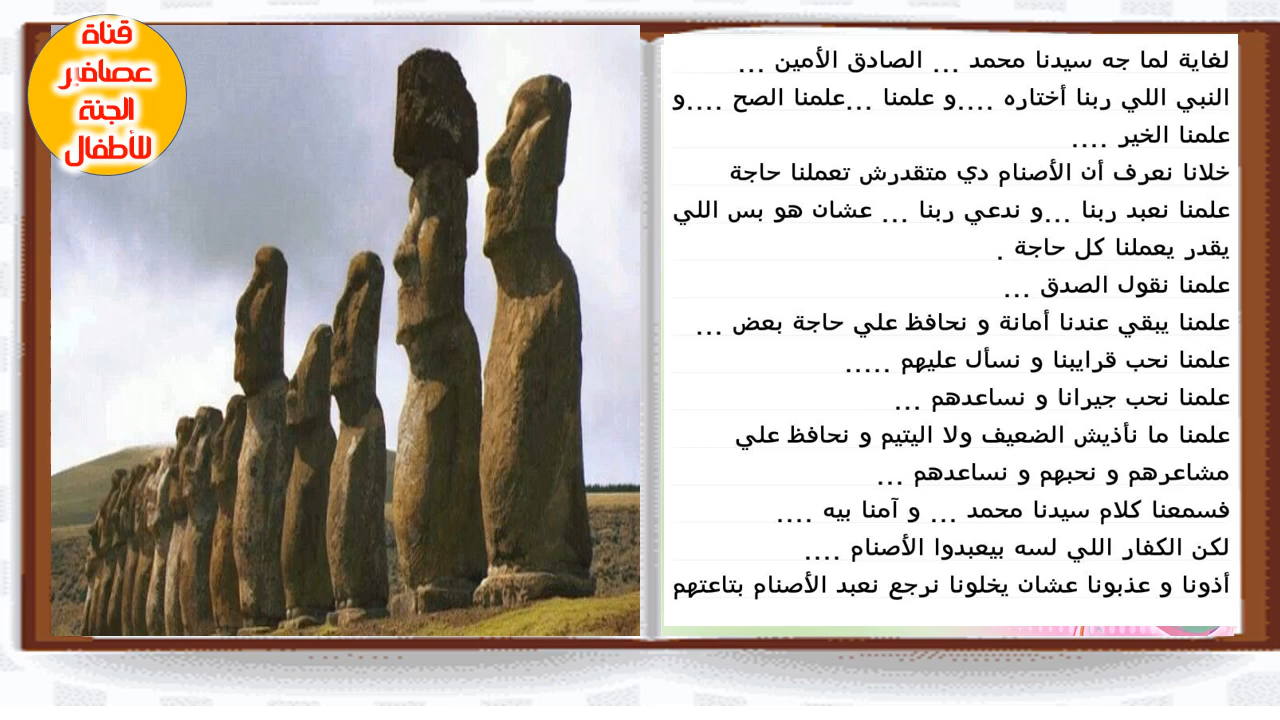 قناة
عصافير
الجنة
للأطفال
لغاية لما جه سيدنا محمد ... الصادق الأمين ...
النبي اللي ربنا أختاره ....و علمنا ...علمنا الصح ....و
علمنا الخير ....
خلانا نعرف أن الأصنام دي متقدرش تعملنا حاجة
علمنا نعبد ربنا ...و ندعي ربنا ... عشان هو بس اللي
يقدر يعملنا كل حاجة .
علمنا نقول الصدق ...
علمنا يبقي عندنا أمانة و نحافظ علي حاجة بعض ...
علمنا نحب قرايبنا و نسأل عليهم .....
علمنا نحب جيرانا و نساعدهم ...
علمنا ما نأذيش الضعيف ولا اليتيم و نحافظ علي
مشاعرهم و نحبهم و نساعدهم ...
فسمعنا كلام سيدنا محمد ... و آمنا بيه ....
لكن الكفار اللي لسه بيعبدوا الأصنام ....
أذونا و عذبونا عشان يخلونا نرجع نعبد الأصنام بتاعتهم